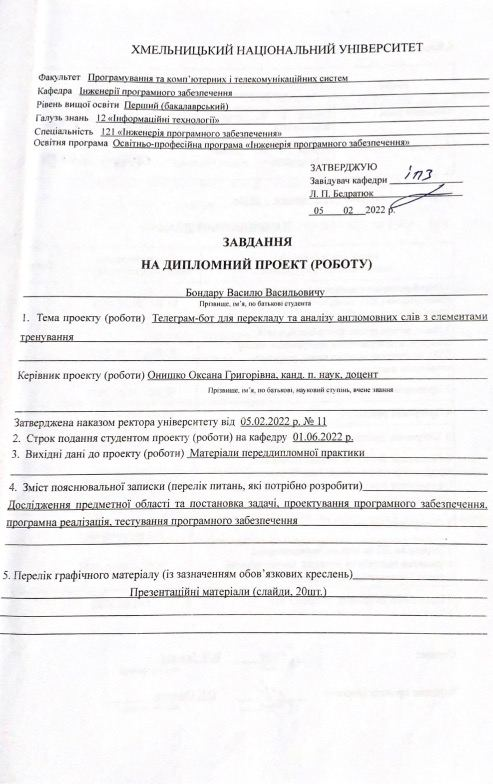 ХМЕЛЬНИЦЬКИЙ НАЦІОНАЛЬНИЙ УНІВЕРСИТЕТ
Факультет Програмування та комп’ютерних і телекомунікаційних систем
Кафедра Інженерії програмного забезпечення
Рівень вищої освіти Перший (бакалаврський)
Галузь знань 12 «Інформаційні технології»
Спеціальність 121 «Інженерія програмного забезпечення»
Освітня програма Освітньо-професійна програма «Інженерія програмного забезпечення»
ЗАТВЕРДЖУЮ
Завідувач кафедри іпз
Л. П. Бедратюк
05 02 2022 р.
ЗАВДАННЯ
НА ДИПЛОМНИЙ ПРОЕКТ (РОБОТУ)
Бондару Василю Васильовичу
Прізвище, ім’я, по батькові студента
1. Тема проекту (роботи) Телеграм-бот для перекладу та аналізу англомовних слів з елементами
тренування
Керівник проекту (роботи) Онишко Оксана Григорівна, канд. п. наук, доцент
Прізвище, ім’я, по батькові, науковий ступінь, вчене звання
Затверджена наказом ректора університету від 05.02.2022 р. № 11
2. Строк подання студентом проекту (роботи) на кафедру 01.06.2022 р.
3. Вихідні дані до проекту (роботи) Матеріали переддипломної практики
4. Зміст пояснювальної записки (перелік питань, які потрібно розробити)
Дослідження предметної області та постановка задачі, проектування програмного забезпечення,
програмна реалізація, тестування програмного забезпечення
5. Перелік графічного матеріалу (із зазначенням обов’язкових креслень)
Презентаційні матеріали (слайди, 20шт.)